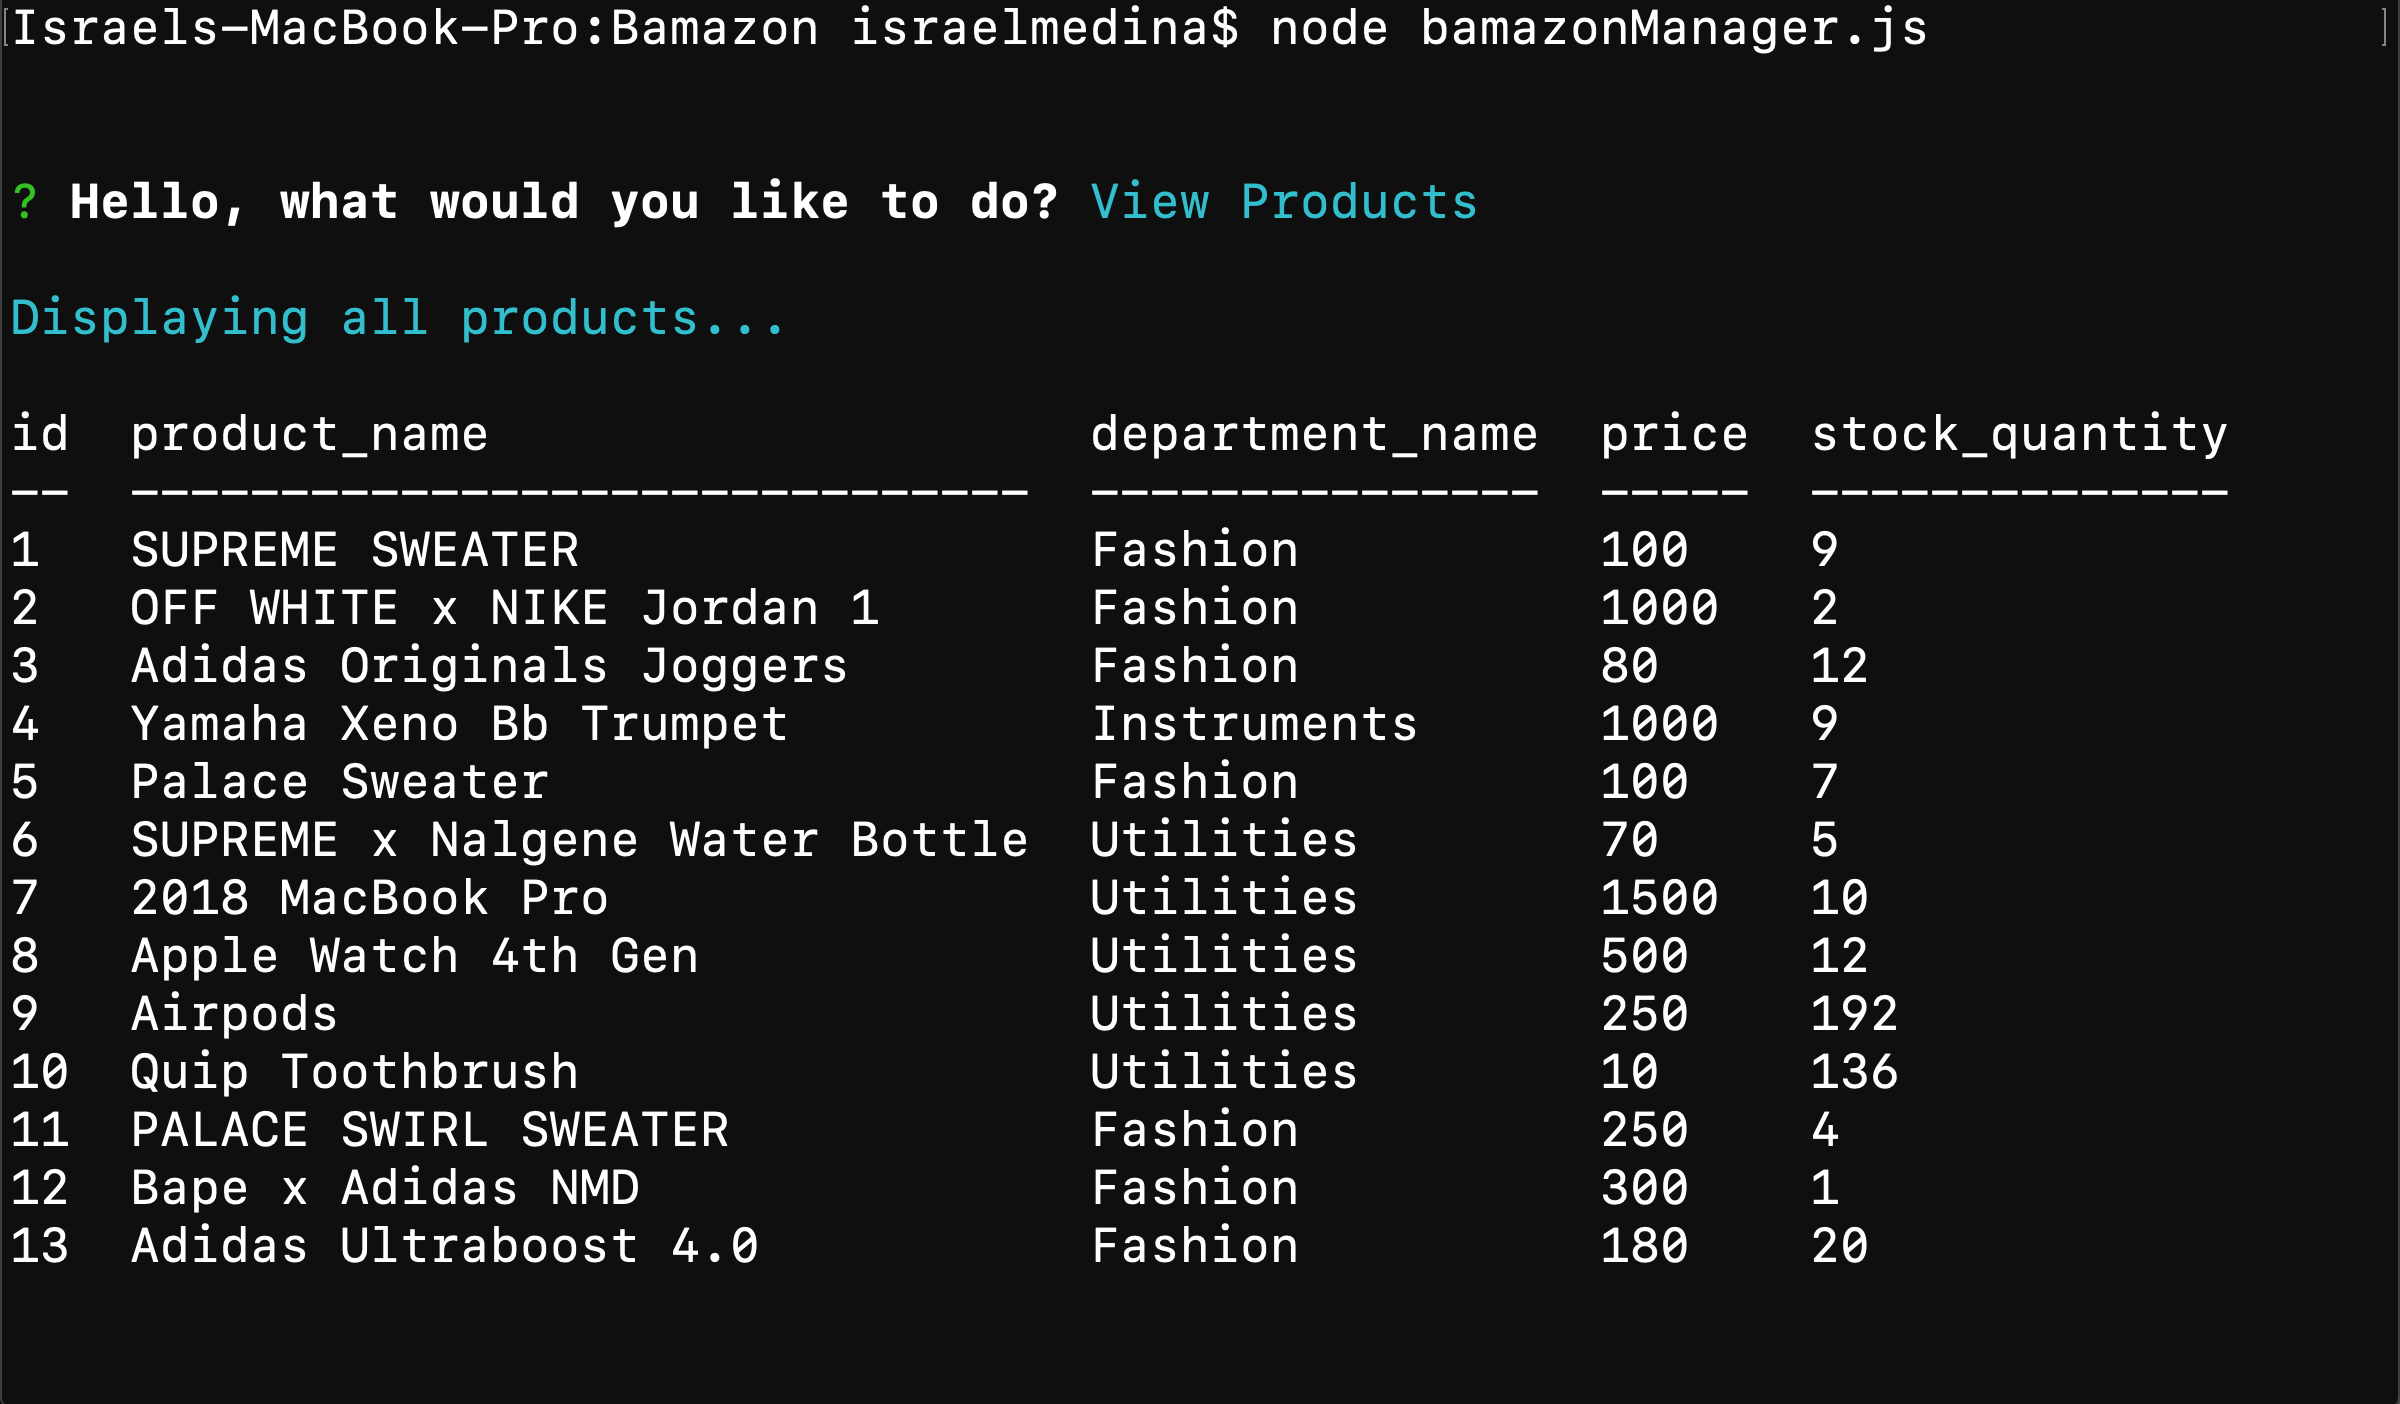 Israels-MacBook-Pro:Bamazon israelmedina$ node bamazonManager.js
? Hello, what would you like to do? View Products
Displaying all products...
id  product_name                    department_name  price  stock_quantity
--  ------------------------------  ---------------  -----  --------------
1   SUPREME SWEATER                 Fashion          100    9
2   OFF WHITE x NIKE Jordan 1       Fashion          1000   2
3   Adidas Originals Joggers        Fashion          80     12
4   Yamaha Xeno Bb Trumpet          Instruments      1000   9
5   Palace Sweater                  Fashion          100    7
6   SUPREME x Nalgene Water Bottle  Utilities        70     5
7   2018 MacBook Pro                Utilities        1500   10
8   Apple Watch 4th Gen             Utilities        500    12
9   Airpods                         Utilities        250    192
10  Quip Toothbrush                 Utilities        10     136
11  PALACE SWIRL SWEATER            Fashion          250    4
12  Bape x Adidas NMD               Fashion          300    1
13  Adidas Ultraboost 4.0           Fashion          180    20